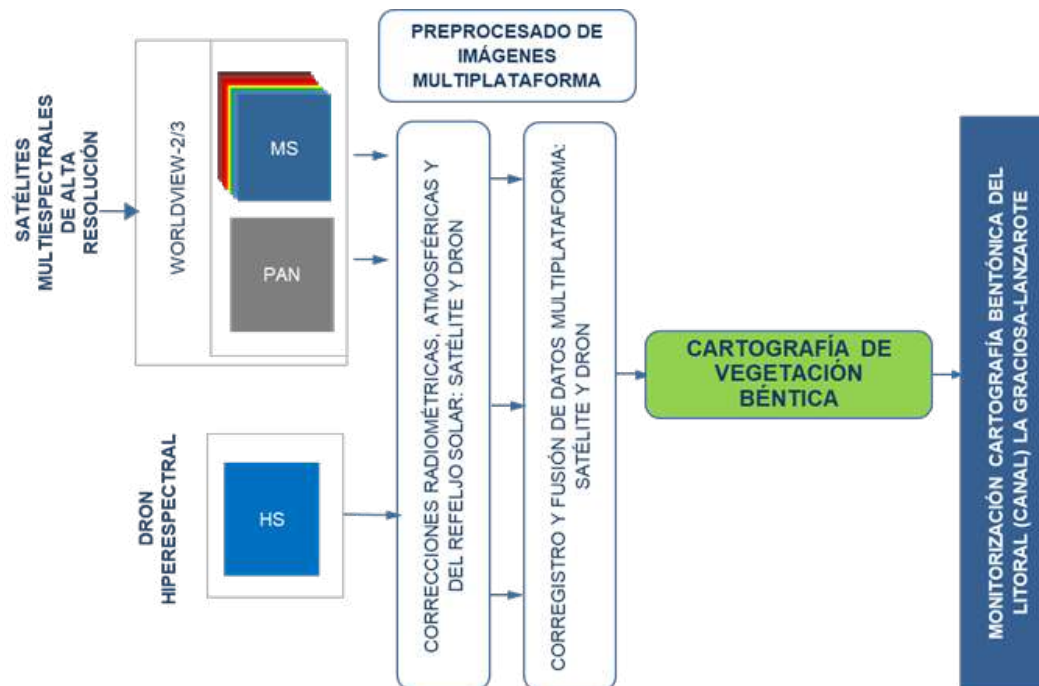 PREPROCESADO DE
IMÁGENES
MULTIPLATAFORMA
SATÉLITES
MULTIESPECTRALES
DE ALTA
RESOLUCIÓN
WORLDVIEW-2/3
MS
PAN
DRON
HIPERESPECTRAL
HS
CORRECCIONES RADIOMÉTRICAS, ATMOSFÉRICAS Y
DEL REFELJO SOLAR: SATÉLITE Y DRON
CORREGISTRO Y FUSIÓN DE DATOS MULTIPLATAFORMA:
SATÉLITE Y DRON
CARTOGRAFÍA DE
VEGETACIÓN
BÉNTICA
MONITORIZACIÓN CARTOGRAFÍA BENTÓNICA DEL
LITORAL (CANAL) LA GRACIOSA-LANZAROTE